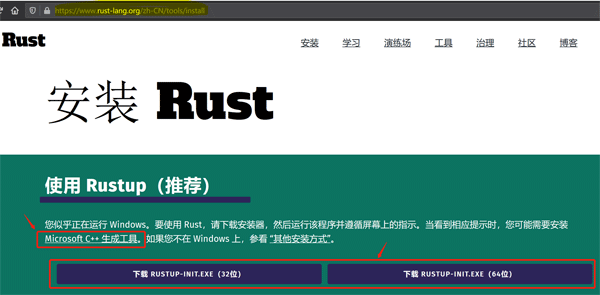 https://www.rust-lang.org/zh-CN/tools/install
Rust
安装 学习 演练场 工具 治理 社区 博客
安装 Rust
使用 Rustup（推荐）
您似乎正在运行 Windows。要使用 Rust，请下载安装器，然后运行该程序并遵循屏幕上的指示。当看到相应提示时，您可能需要安装
Microsoft C++ 生成工具。如果您不在 Windows 上，参看 “其他安装方式”。
下载 RUSTUP-INIT.EXE（32位） 下载 RUSTUP-INIT.EXE（64位）